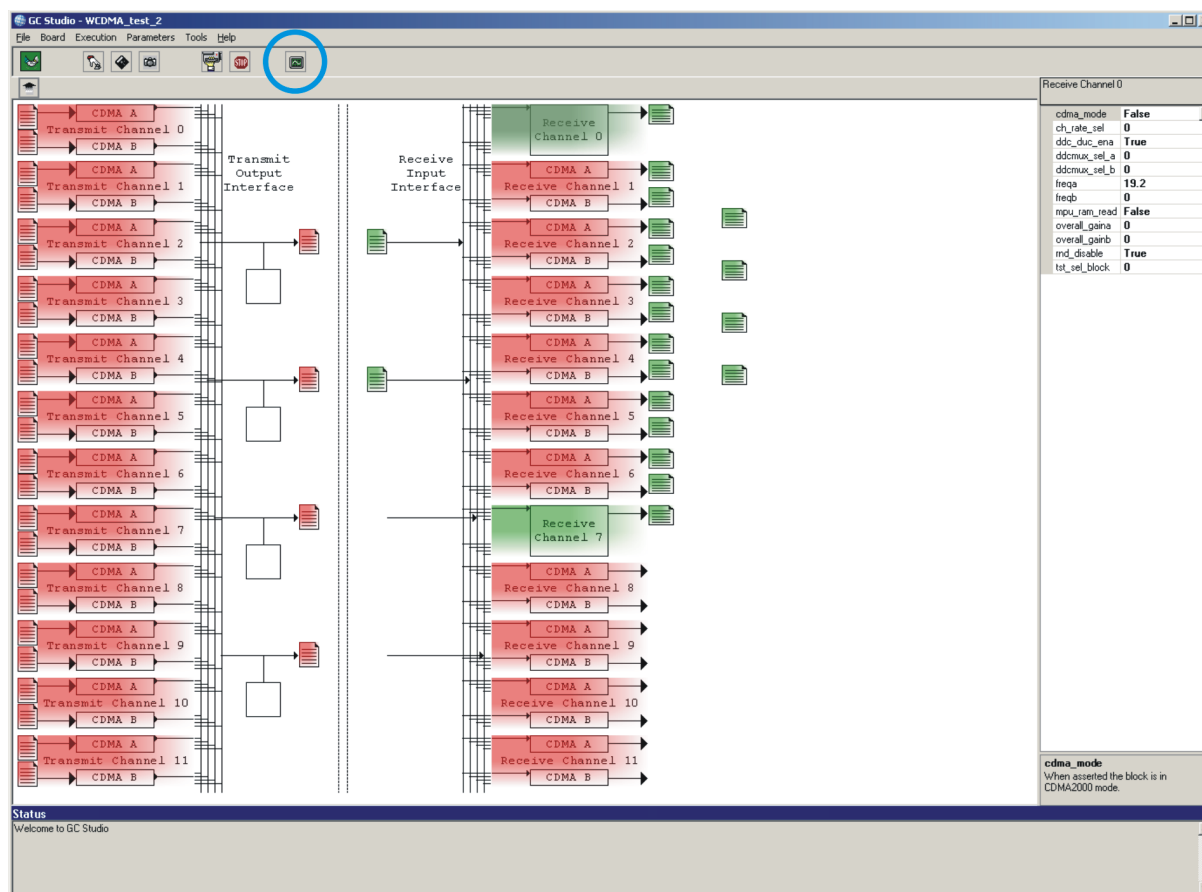 GC Studio - WCDMA_test_2
File Board Execution Parameters Tools Help
STOP
Receive Channel 0
cdma_mode False
ch_rate_sel 0
ddc_duc_ena True
ddcmux_sel_a 0
ddcmux_sel_b 0
freqa 19.2
freqb 0
mpu_ram_read False
overall_gaina 0
overall_gainb 0
rnd_disable True
tst_sel_block 0
cdma_mode
When asserted the block is in
CDMA2000 mode.
CDMA A
Transmit Channel 0
CDMA B
CDMA A
Transmit Channel 1
CDMA B
CDMA A
Transmit Channel 2
CDMA B
CDMA A
Transmit Channel 3
CDMA B
CDMA A
Transmit Channel 4
CDMA B
CDMA A
Transmit Channel 5
CDMA B
CDMA A
Transmit Channel 6
CDMA B
CDMA A
Transmit Channel 7
CDMA B
CDMA A
Transmit Channel 8
CDMA B
CDMA A
Transmit Channel 9
CDMA B
CDMA A
Transmit Channel 10
CDMA B
CDMA A
Transmit Channel 11
CDMA B
Transmit
Output
Interface
Receive
Input
Interface
Receive
Channel 0
CDMA A
Receive Channel 1
CDMA B
CDMA A
Receive Channel 2
CDMA B
CDMA A
Receive Channel 3
CDMA B
CDMA A
Receive Channel 4
CDMA B
CDMA A
Receive Channel 5
CDMA B
CDMA A
Receive Channel 6
CDMA B
Receive
Channel 7
CDMA A
Receive Channel 8
CDMA B
CDMA A
Receive Channel 9
CDMA B
CDMA A
Receive Channel 10
CDMA B
CDMA A
Receive Channel 11
CDMA B
Status
Welcome to GC Studio